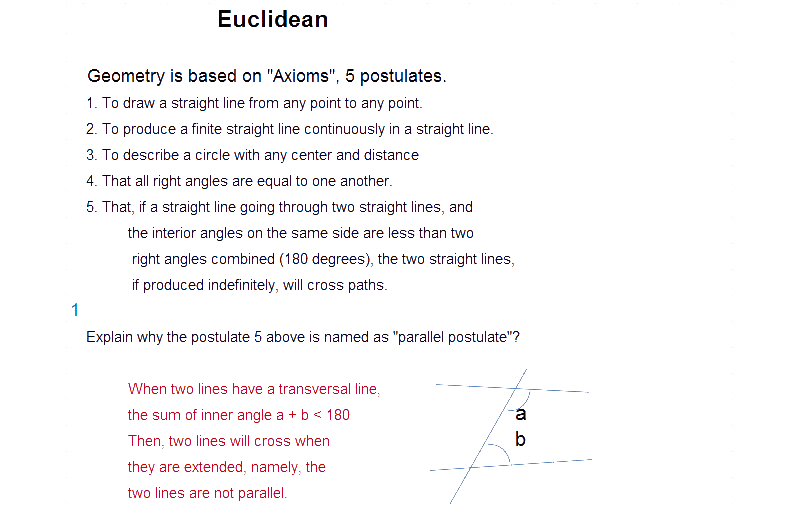 Euclidean
Geometry is based on "Axioms", 5 postulates.
1. To draw a straight line from any point to any point.
2. To produce a finite straight line continuously in a straight line.
3. To describe a circle with any center and distance
4. That all right angles are equal to one another.
5. That, if a straight line going through two straight lines, and
the interior angles on the same side are less than two
right angles combined (180 degrees), the two straight lines,
if produced indefinitely, will cross paths.
1
Explain why the postulate 5 above is named as "parallel postulate"?
When two lines have a transversal line,
the sum of inner angle a + b < 180
Then, two lines will cross when
they are extended, namely, the
two lines are not parallel.
a
b